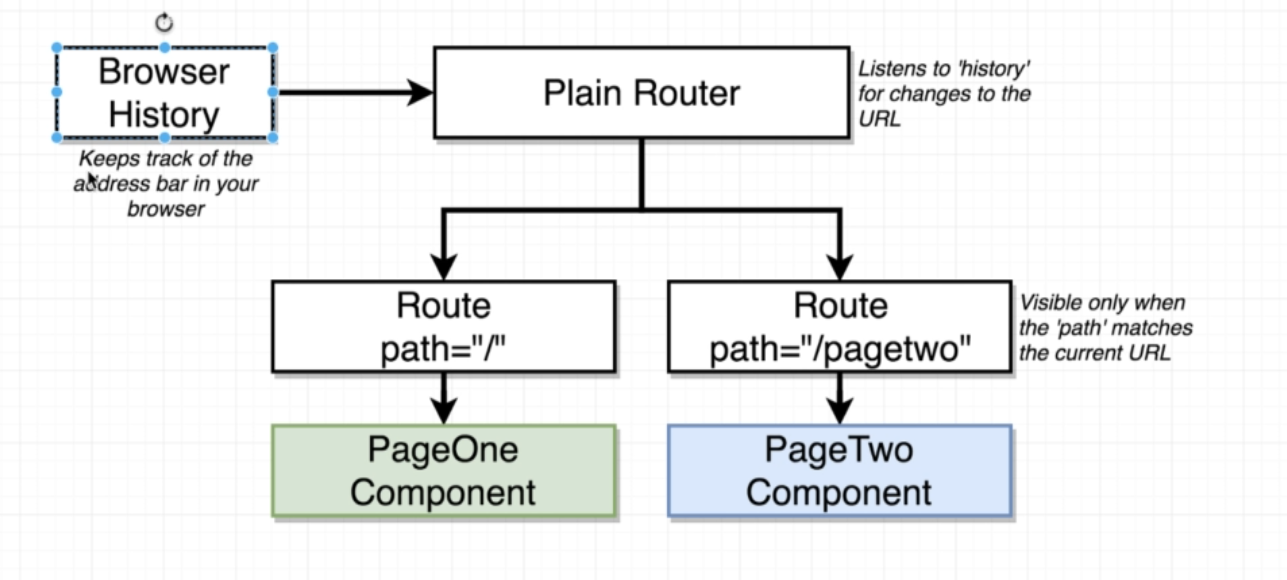 Browser
History
Keeps track of the
address bar in your
browser
Plain Router
Listens to 'history'
for changes to the
URL
Route
path="/"
Route
path="/pagetwo"
Visible only when
the 'path' matches
the current URL
PageOne
Component
PageTwo
Component